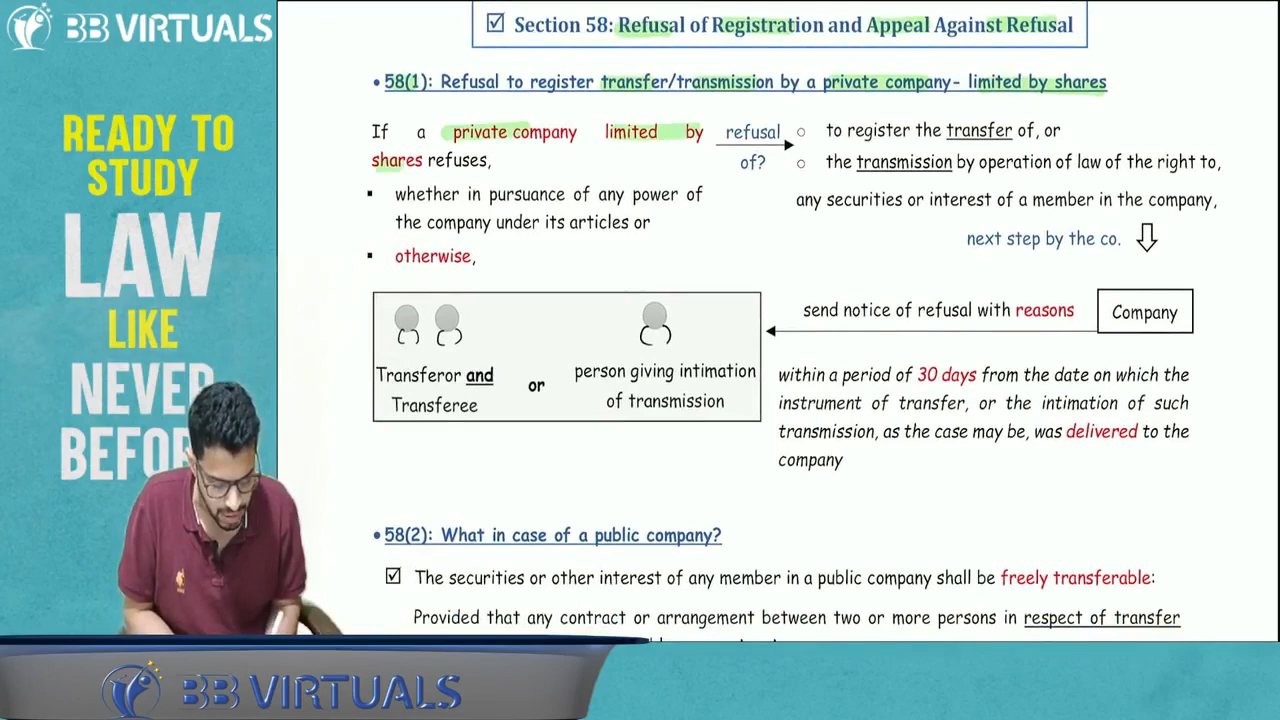 BB VIRTUALS
READY TO
STUDY
LAW
LIKE
NEVER
BEFOR
☑ Section 58: Refusal of Registration and Appeal Against Refusal
• 58(1): Refusal to register transfer/transmission by a private company- limited by shares
If a private company limited by
shares refuses,
▪ whether in pursuance of any power of
the company under its articles or
▪ otherwise,
refusal
of?
○ to register the transfer of, or
○ the transmission by operation of law of the right to,
any securities or interest of a member in the company,
next step by the co.
Transferor and
Transferee
or
person giving intimation
of transmission
send notice of refusal with reasons
Company
within a period of 30 days from the date on which the
instrument of transfer, or the intimation of such
transmission, as the case may be, was delivered to the
company
• 58(2): What in case of a public company?
☑ The securities or other interest of any member in a public company shall be freely transferable:
Provided that any contract or arrangement between two or more persons in respect of transfer
BB VIRTUALS